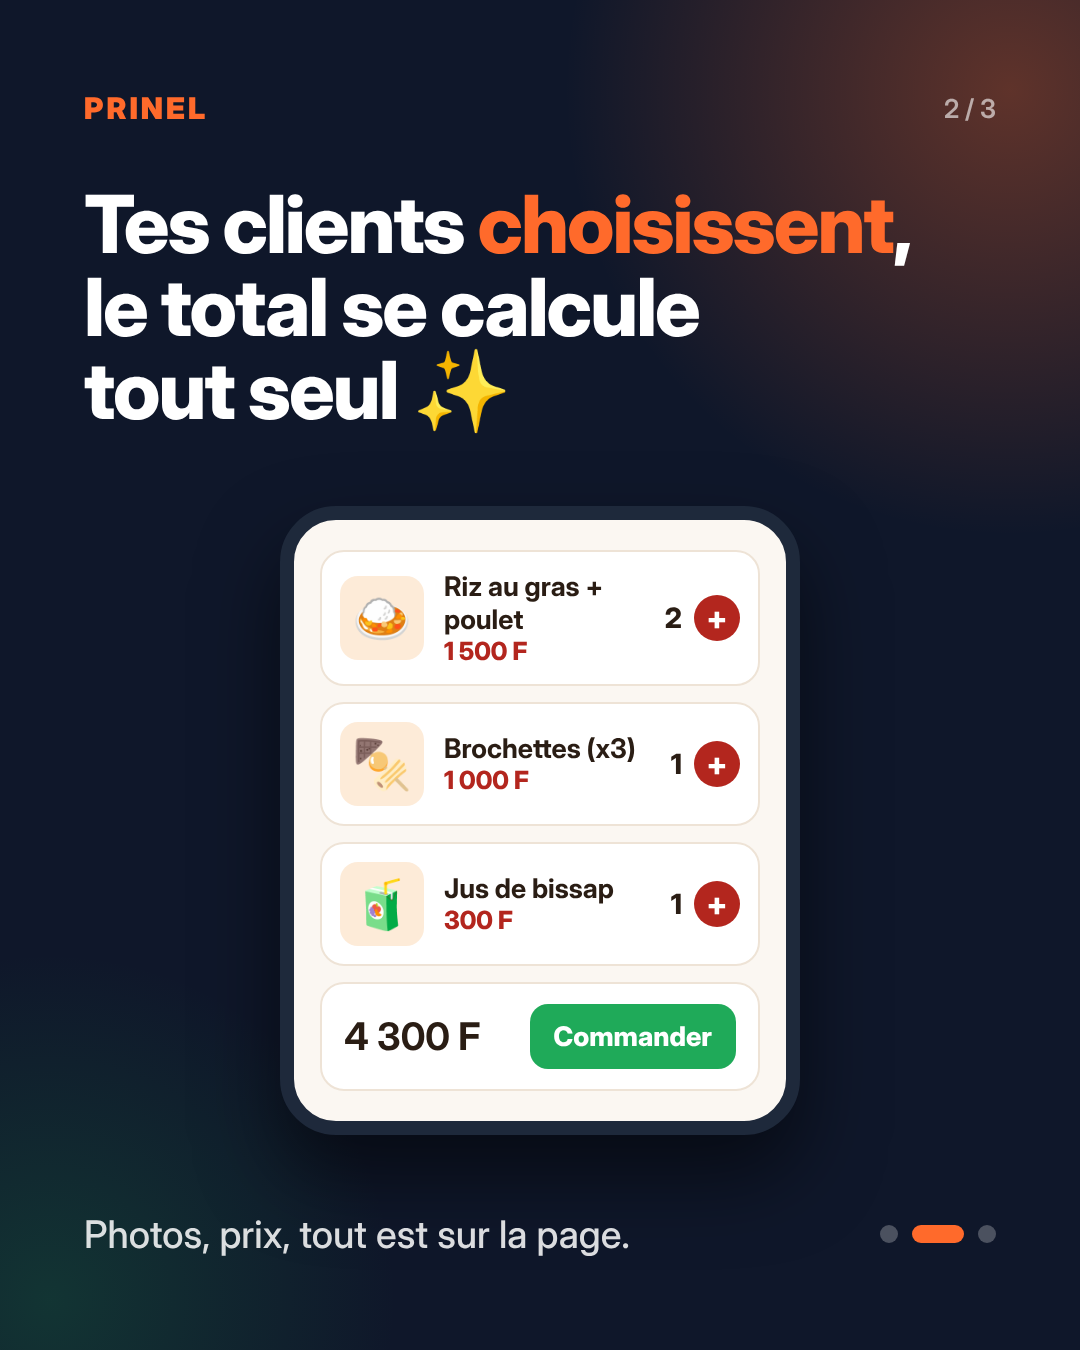 PRINEL
2 / 3
Tes clients choisissent,
le total se calcule
tout seul ✨
Riz au gras +
poulet
1 500 F
2 +
Brochettes (x3)
1 000 F
1 +
Jus de bissap
300 F
1 +
4 300 F
Commander
Photos, prix, tout est sur la page.